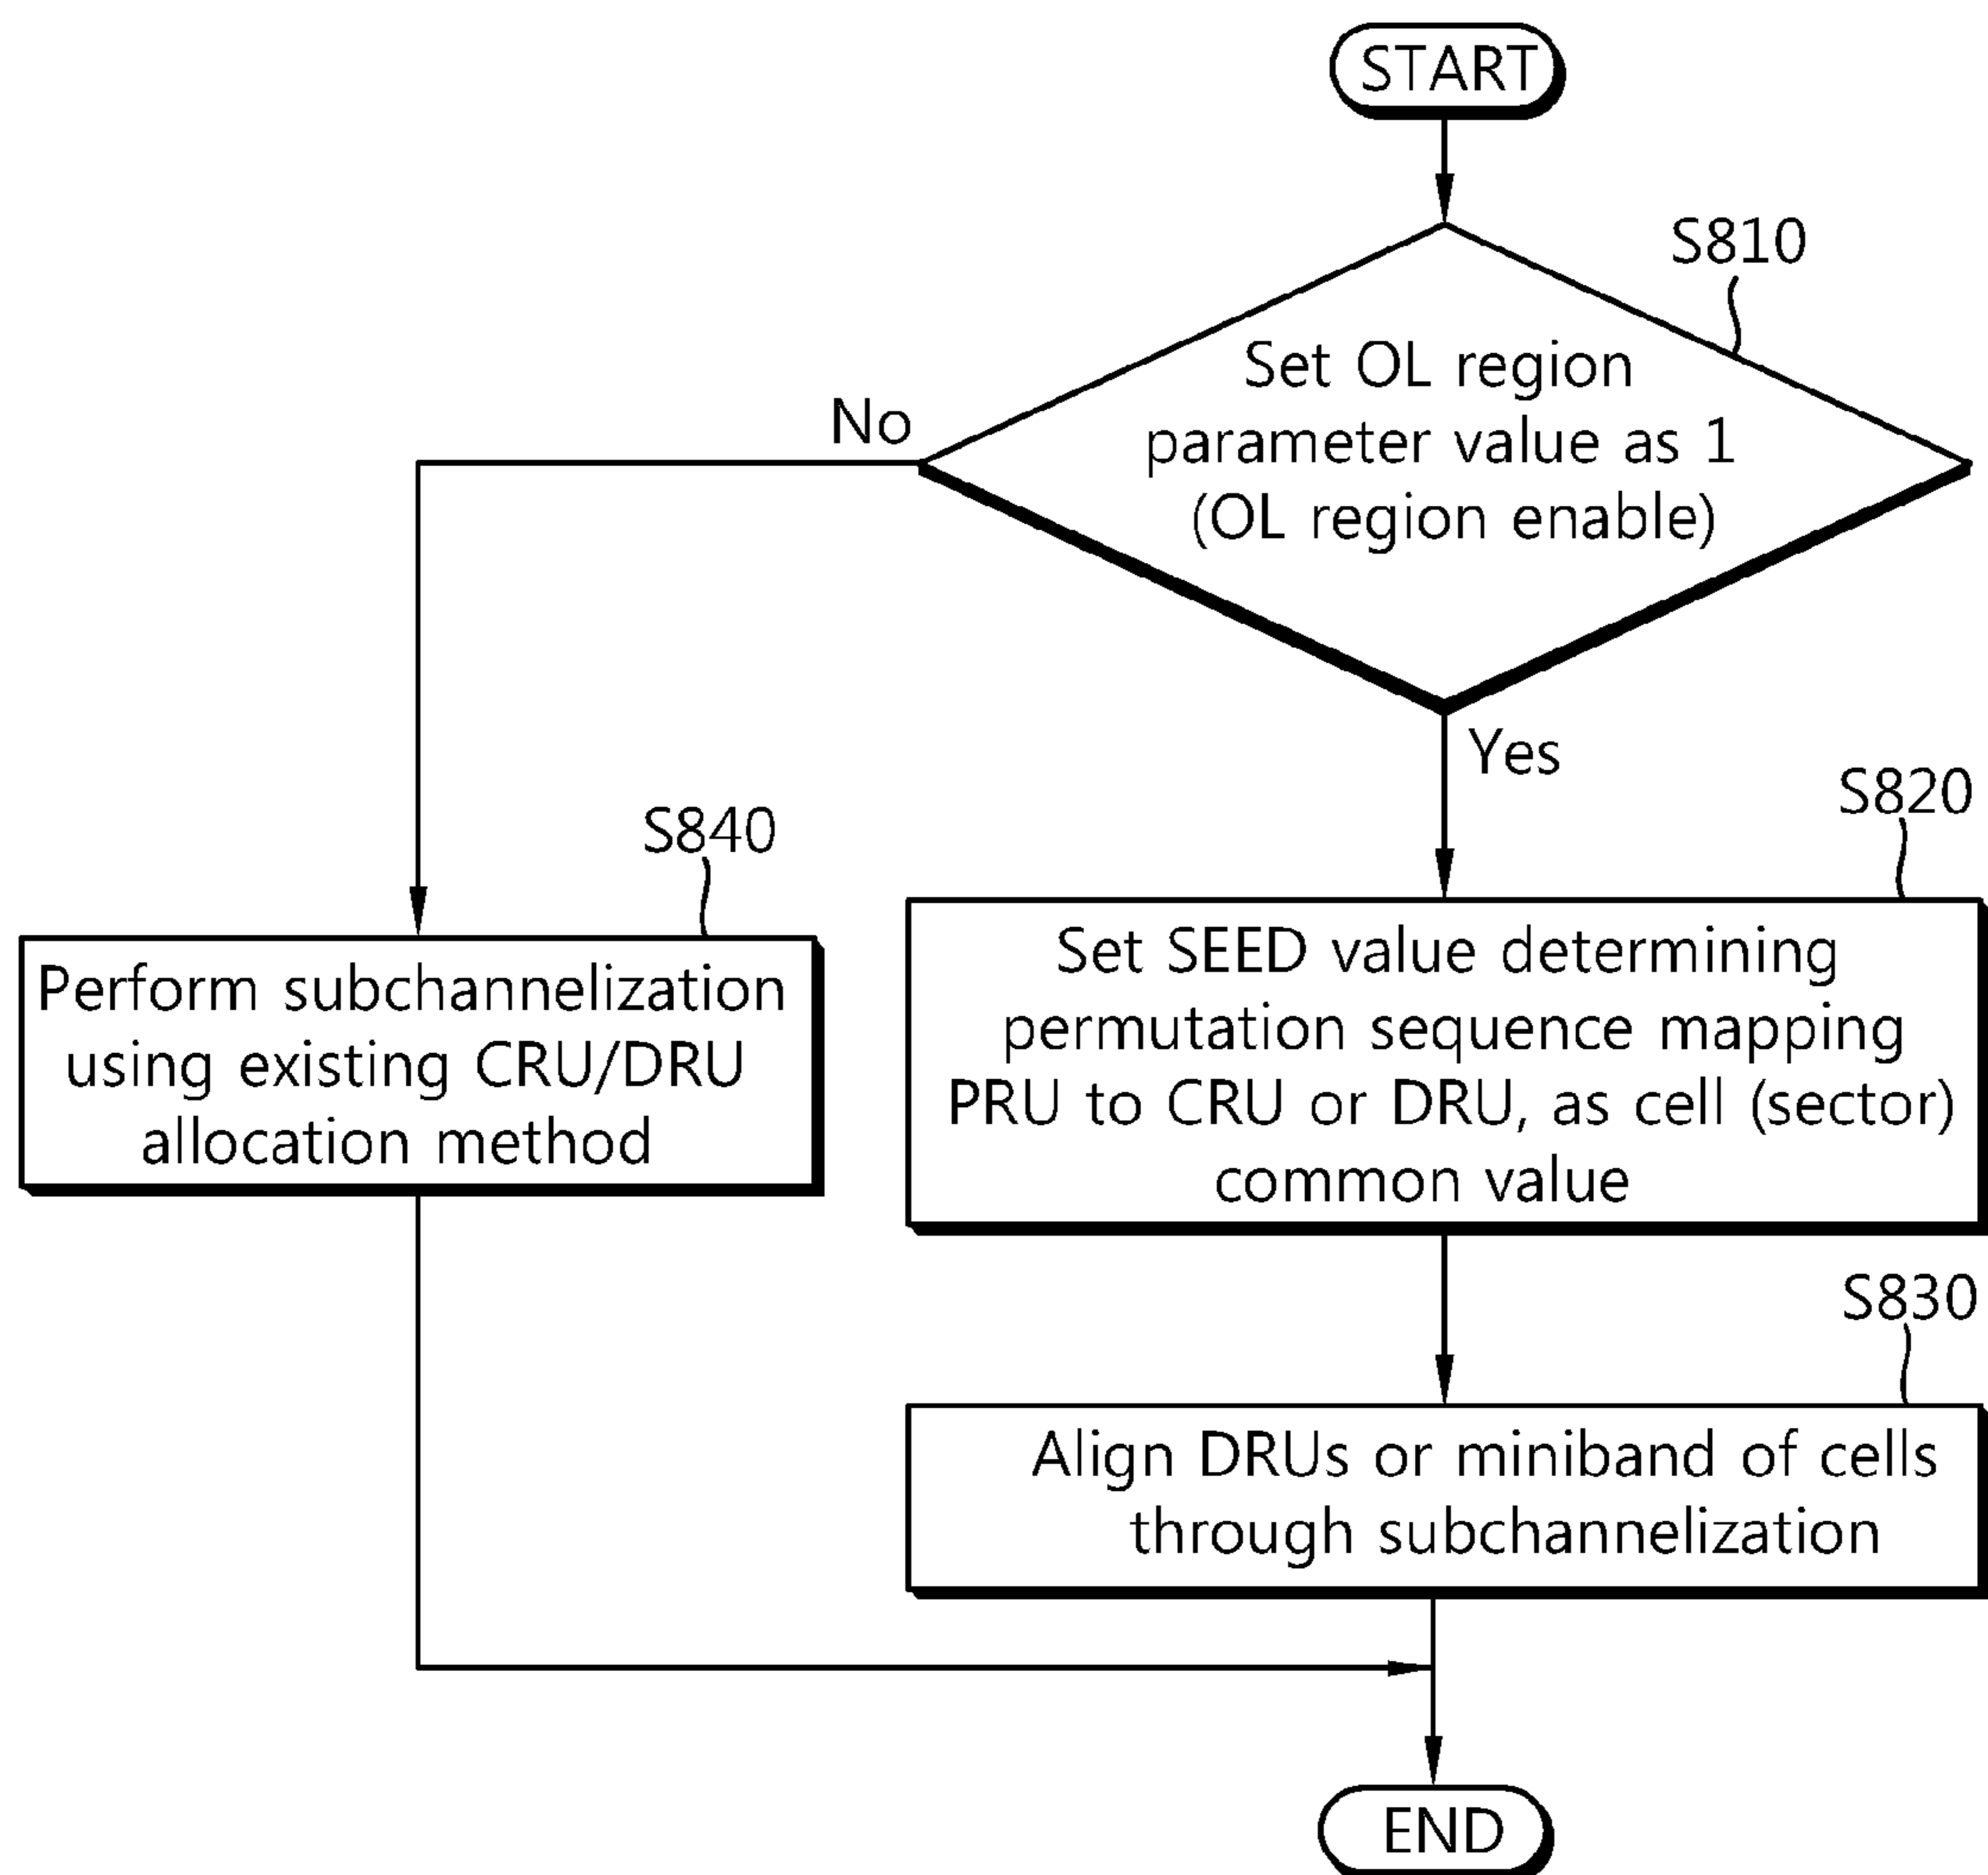 START
S810
Set OL region
parameter value as 1
(OL region enable)
No
Yes
S820
S840
Set SEED value determining
permutation sequence mapping
PRU to CRU or DRU, as cell (sector)
common value
Perform subchannelization
using existing CRU/DRU
allocation method
S830
Align DRUs or miniband of cells
through subchannelization
END